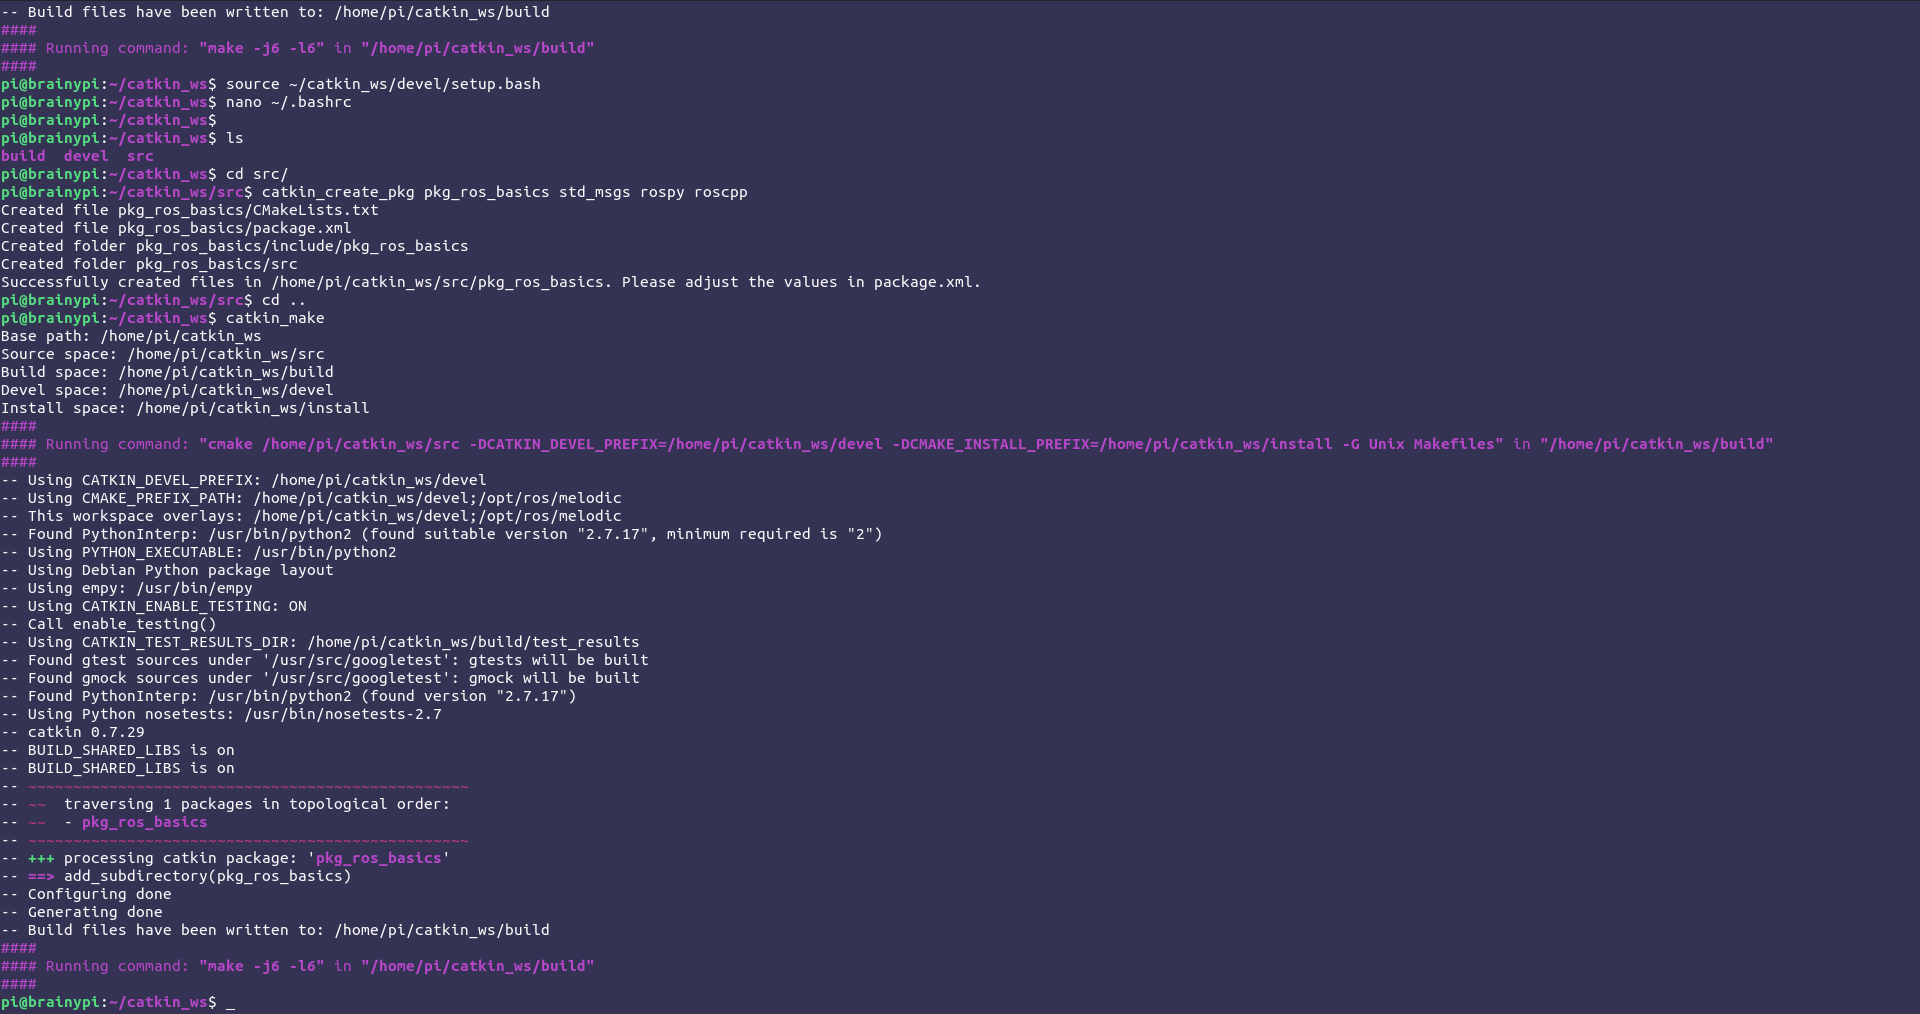 -- Build files have been written to: /home/pi/catkin_ws/build
####
#### Running command: "make -j6 -l6" in "/home/pi/catkin_ws/build"
####
pi@brainypi:~/catkin_ws$ source ~/catkin_ws/devel/setup.bash
pi@brainypi:~/catkin_ws$ nano ~/.bashrc
pi@brainypi:~/catkin_ws$
pi@brainypi:~/catkin_ws$ ls
build  devel  src
pi@brainypi:~/catkin_ws$ cd src/
pi@brainypi:~/catkin_ws/src$ catkin_create_pkg pkg_ros_basics std_msgs rospy roscpp
Created file pkg_ros_basics/CMakeLists.txt
Created file pkg_ros_basics/package.xml
Created folder pkg_ros_basics/include/pkg_ros_basics
Created folder pkg_ros_basics/src
Successfully created files in /home/pi/catkin_ws/src/pkg_ros_basics. Please adjust the values in package.xml.
pi@brainypi:~/catkin_ws/src$ cd ..
pi@brainypi:~/catkin_ws$ catkin_make
Base path: /home/pi/catkin_ws
Source space: /home/pi/catkin_ws/src
Build space: /home/pi/catkin_ws/build
Devel space: /home/pi/catkin_ws/devel
Install space: /home/pi/catkin_ws/install
####
#### Running command: "cmake /home/pi/catkin_ws/src -DCATKIN_DEVEL_PREFIX=/home/pi/catkin_ws/devel -DCMAKE_INSTALL_PREFIX=/home/pi/catkin_ws/install -G Unix Makefiles" in "/home/pi/catkin_ws/build"
####
-- Using CATKIN_DEVEL_PREFIX: /home/pi/catkin_ws/devel
-- Using CMAKE_PREFIX_PATH: /home/pi/catkin_ws/devel;/opt/ros/melodic
-- This workspace overlays: /home/pi/catkin_ws/devel;/opt/ros/melodic
-- Found PythonInterp: /usr/bin/python2 (found suitable version "2.7.17", minimum required is "2")
-- Using PYTHON_EXECUTABLE: /usr/bin/python2
-- Using Debian Python package layout
-- Using empy: /usr/bin/empy
-- Using CATKIN_ENABLE_TESTING: ON
-- Call enable_testing()
-- Using CATKIN_TEST_RESULTS_DIR: /home/pi/catkin_ws/build/test_results
-- Found gtest sources under '/usr/src/googletest': gtests will be built
-- Found gmock sources under '/usr/src/googletest': gmock will be built
-- Found PythonInterp: /usr/bin/python2 (found version "2.7.17")
-- Using Python nosetests: /usr/bin/nosetests-2.7
-- catkin 0.7.29
-- BUILD_SHARED_LIBS is on
-- BUILD_SHARED_LIBS is on
-- ~~~~~~~~~~~~~~~~~~~~~~~~~~~~~~~~~~~~~~~~~~~~~~~~~
-- ~~  traversing 1 packages in topological order:
-- ~~  - pkg_ros_basics
-- ~~~~~~~~~~~~~~~~~~~~~~~~~~~~~~~~~~~~~~~~~~~~~~~~~
-- +++ processing catkin package: 'pkg_ros_basics'
-- ==> add_subdirectory(pkg_ros_basics)
-- Configuring done
-- Generating done
-- Build files have been written to: /home/pi/catkin_ws/build
####
#### Running command: "make -j6 -l6" in "/home/pi/catkin_ws/build"
####
pi@brainypi:~/catkin_ws$ _